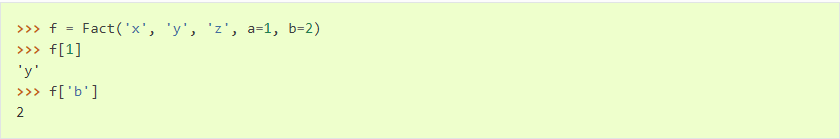 >>> f = Fact('x', 'y', 'z', a=1, b=2)
>>> f[1]
'y'
>>> f['b']
2